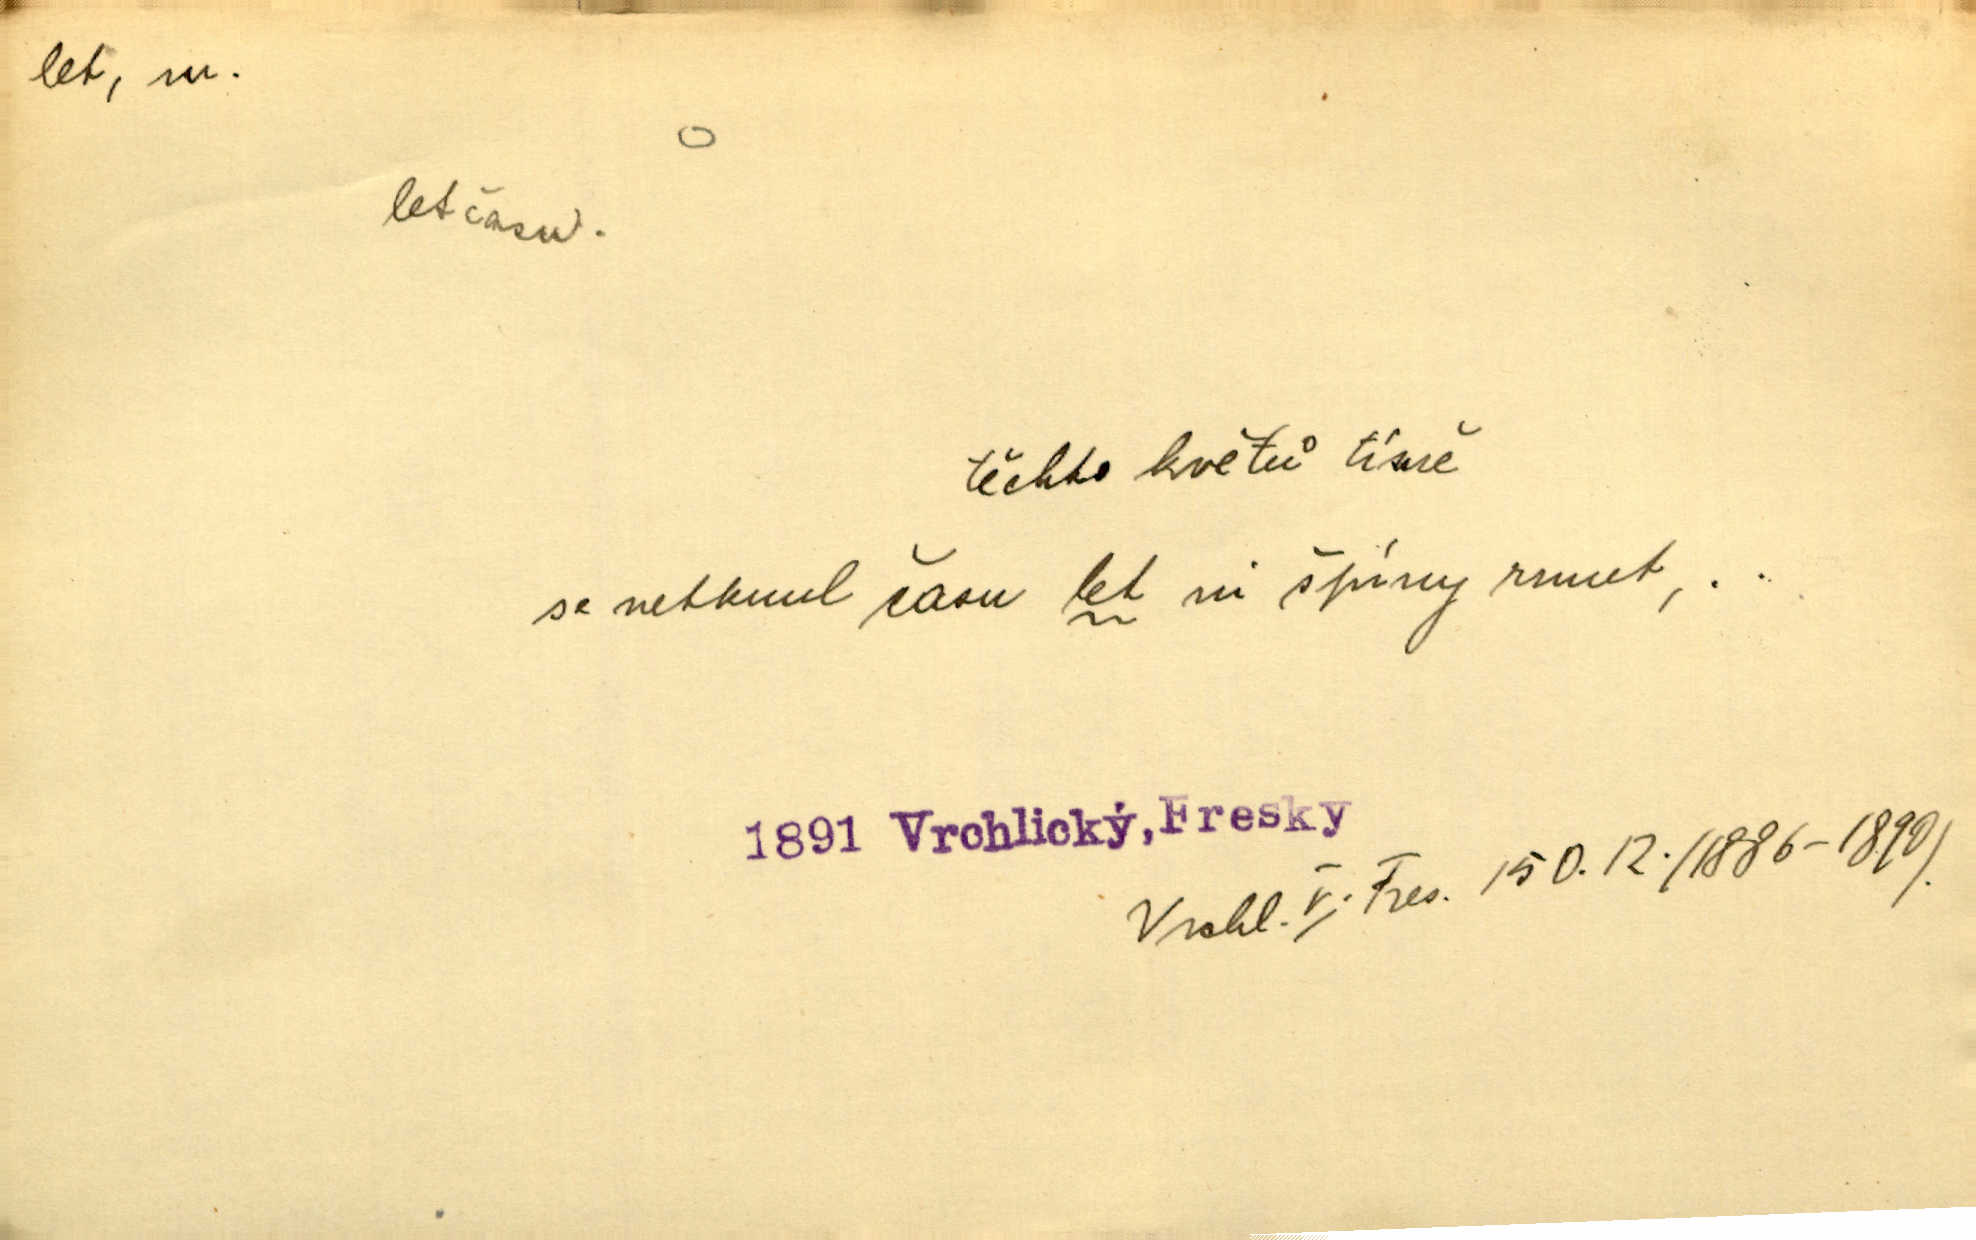 let, m.
let času.
těchto květů tísně
se netknul času let ni špíny rmut, . .
1891 Vrchlický, Fresky
Vrchl. V. Fres. 150. 12. (1886-1890).